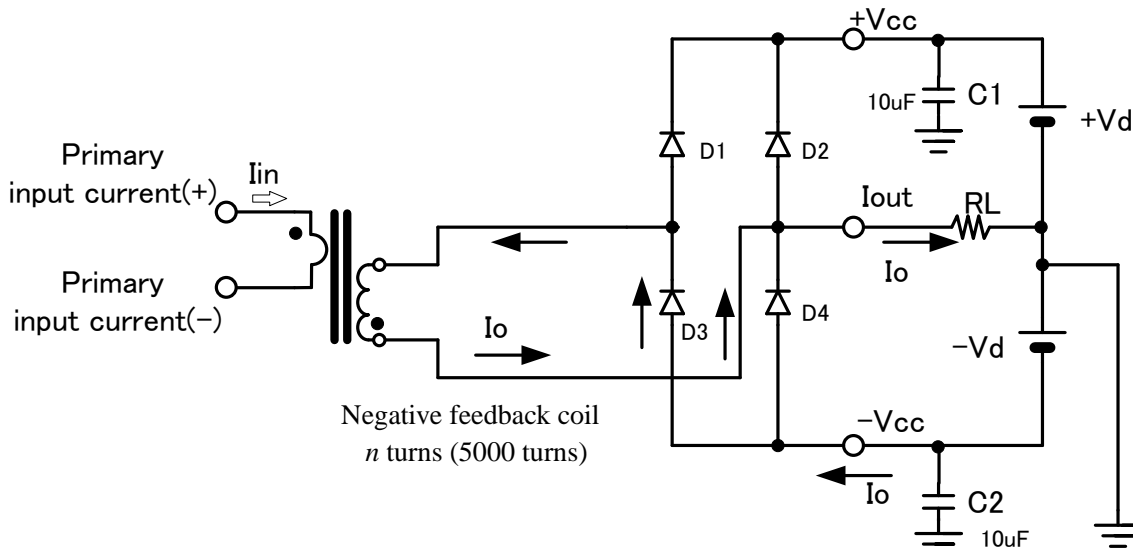 +Vcc
10uF
C1
+Vd
D1
D2
Primary
input current(+)
Iin
Iout
RL
Io
Primary
input current(-)
D3
D4
Io
-Vd
Negative feedback coil
n turns (5000 turns)
-Vcc
Io
C2
10uF